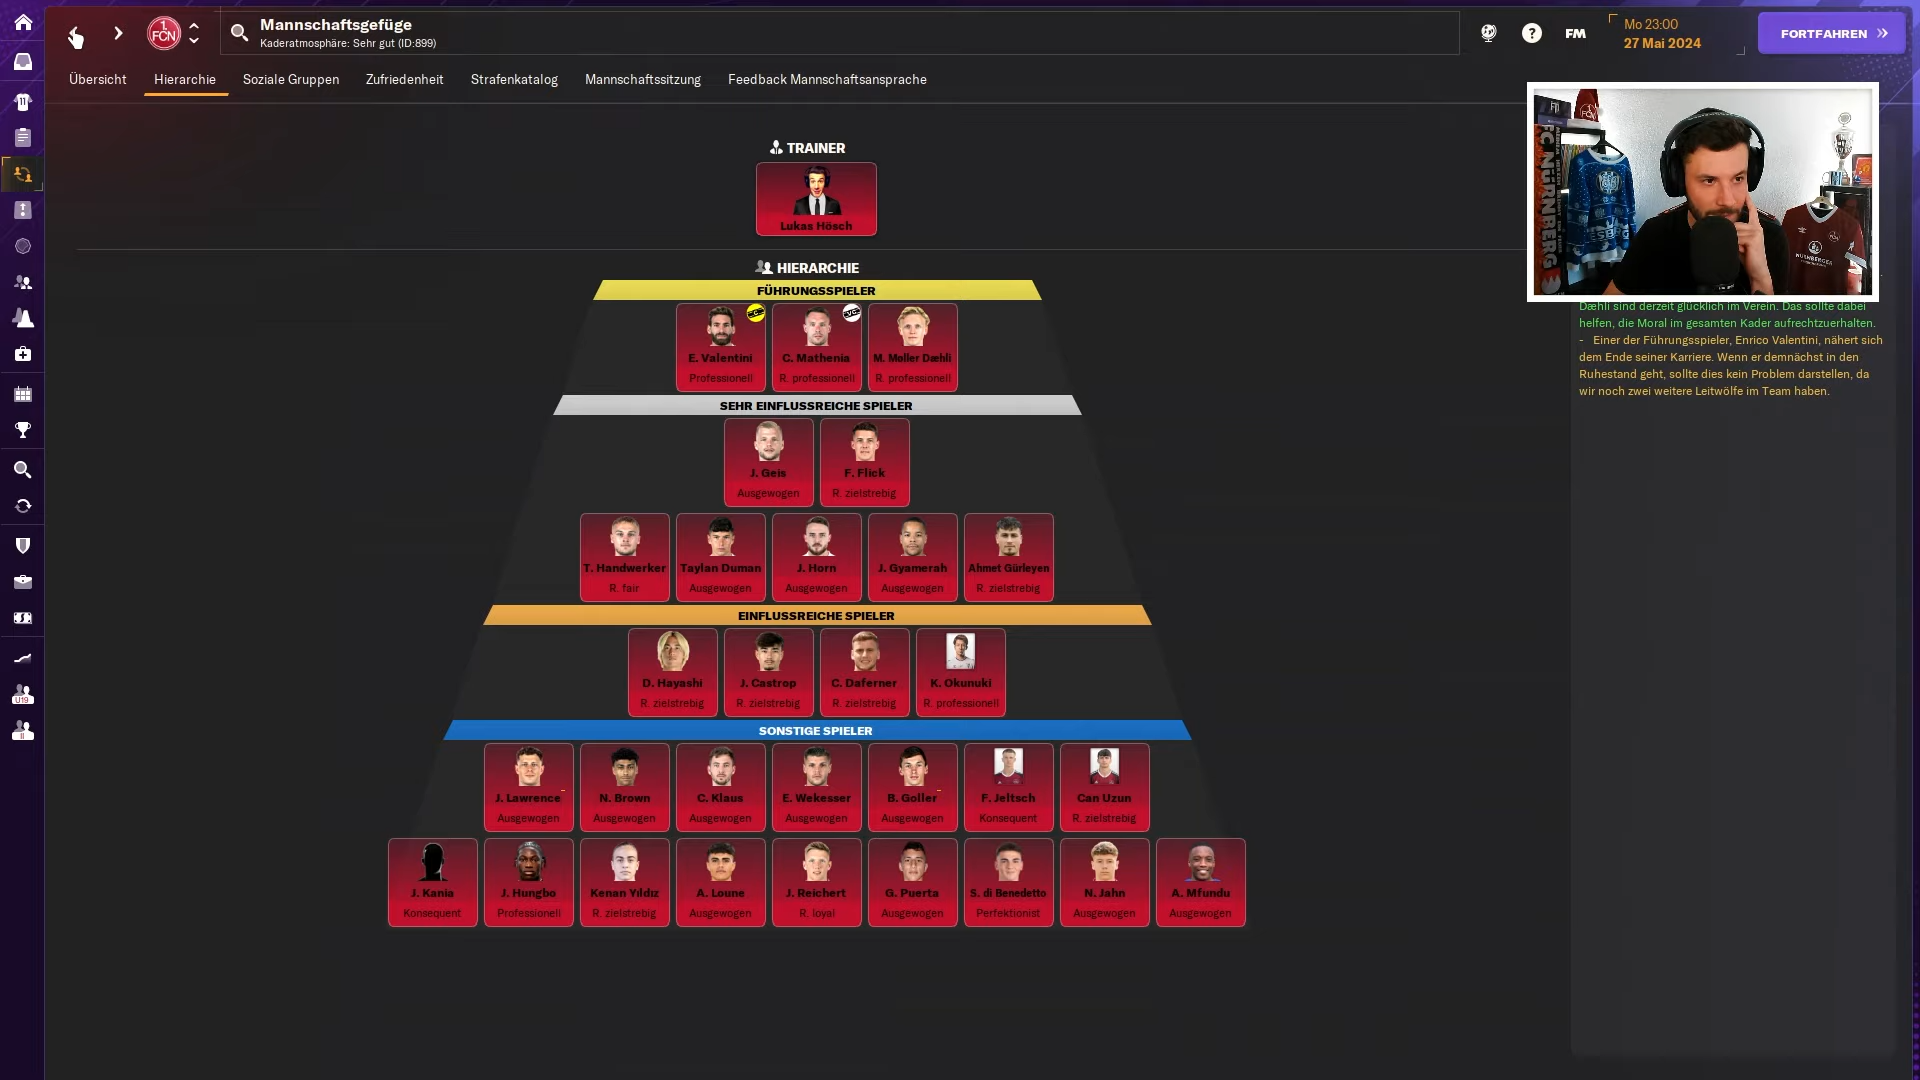 Mannschaftsgefüge
Kaderatmosphäre: Sehr gut (ID:899)
FM
Mo 23:00
27 Mai 2024
FORTFAHREN
Übersicht
Hierarchie
Soziale Gruppen
Zufriedenheit
Strafenkatalog
Mannschaftssitzung
Feedback Mannschaftsansprache
TRAINER
Lukas Hösch
HIERARCHIE
FÜHRUNGSSPIELER
E. Valentini
C. Mathenia
M. Møller Dæhli
Professionell
R. professionell
R. professionell
SEHR EINFLUSSREICHE SPIELER
J. Geis
F. Flick
Ausgewogen
R. zielstrebig
T. Handwerker
Taylan Duman
J. Horn
J. Gyamerah
Ahmet Gürleyen
R. fair
Ausgewogen
Ausgewogen
Ausgewogen
R. zielstrebig
EINFLUSSREICHE SPIELER
D. Hayashi
J. Castrop
C. Daferner
K. Okunuki
R. zielstrebig
R. zielstrebig
R. zielstrebig
R. professionell
SONSTIGE SPIELER
J. Lawrence
N. Brown
C. Klaus
E. Wekesser
B. Goller
F. Jeltsch
Can Uzun
Ausgewogen
Ausgewogen
Ausgewogen
Ausgewogen
Ausgewogen
Konsequent
R. zielstrebig
J. Kania
J. Hungbo
Kenan Yıldız
A. Loune
J. Reichert
G. Puerta
S. di Benedetto
N. Jahn
A. Mfundu
Konsequent
Professionell
R. zielstrebig
Ausgewogen
R. loyal
Ausgewogen
Perfektionist
Ausgewogen
Ausgewogen
Dæhli sind derzeit glücklich im Verein. Das sollte dabei
helfen, die Moral im gesamten Kader aufrechtzuerhalten.
- Einer der Führungsspieler, Enrico Valentini, nähert sich
dem Ende seiner Karriere. Wenn er demnächst in den
Ruhestand geht, sollte dies kein Problem darstellen, da
wir noch zwei weitere Leitwölfe im Team haben.
1.
FCN
U19
II
FC NÜRNBERG